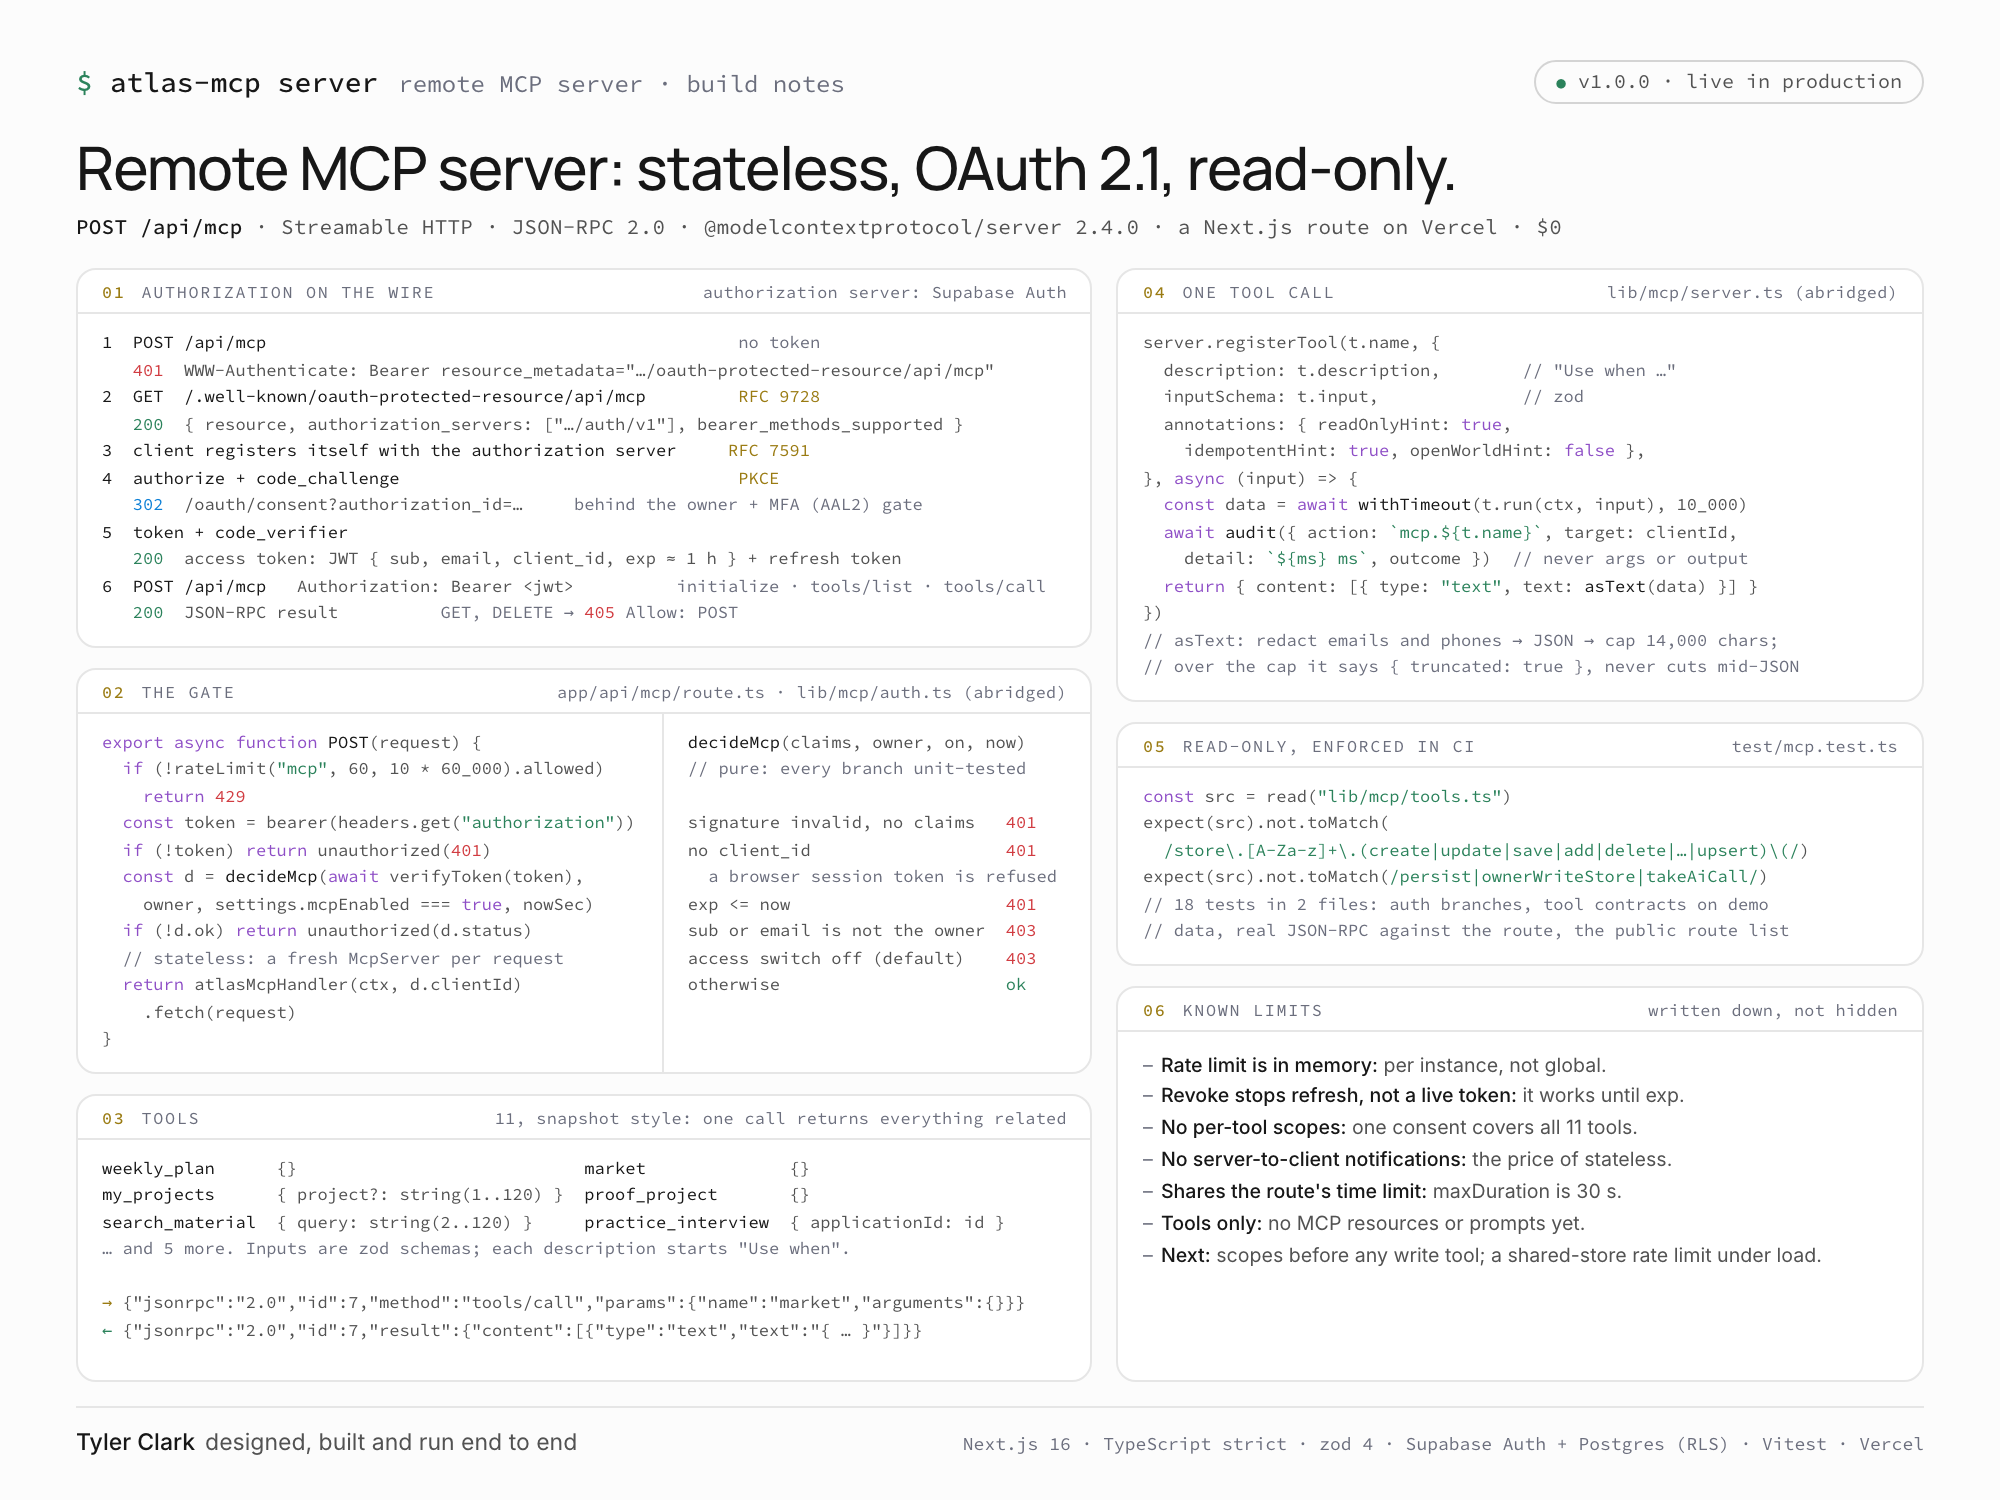 $ atlas-mcp server remote MCP server · build notes
● v1.0.0 · live in production
Remote MCP server: stateless, OAuth 2.1, read-only.
POST /api/mcp · Streamable HTTP · JSON-RPC 2.0 · @modelcontextprotocol/server 2.4.0 · a Next.js route on Vercel · $0
01 AUTHORIZATION ON THE WIRE authorization server: Supabase Auth
1 POST /api/mcp no token
401 WWW-Authenticate: Bearer resource_metadata="…/oauth-protected-resource/api/mcp"
2 GET /.well-known/oauth-protected-resource/api/mcp RFC 9728
200 { resource, authorization_servers: ["…/auth/v1"], bearer_methods_supported }
3 client registers itself with the authorization server RFC 7591
4 authorize + code_challenge PKCE
302 /oauth/consent?authorization_id=… behind the owner + MFA (AAL2) gate
5 token + code_verifier
200 access token: JWT { sub, email, client_id, exp ≈ 1 h } + refresh token
6 POST /api/mcp Authorization: Bearer <jwt> initialize · tools/list · tools/call
200 JSON-RPC result GET, DELETE → 405 Allow: POST
02 THE GATE app/api/mcp/route.ts · lib/mcp/auth.ts (abridged)
export async function POST(request) {
if (!rateLimit("mcp", 60, 10 * 60_000).allowed)
return 429
const token = bearer(headers.get("authorization"))
if (!token) return unauthorized(401)
const d = decideMcp(await verifyToken(token),
owner, settings.mcpEnabled === true, nowSec)
if (!d.ok) return unauthorized(d.status)
// stateless: a fresh McpServer per request
return atlasMcpHandler(ctx, d.clientId)
.fetch(request)
}
decideMcp(claims, owner, on, now)
// pure: every branch unit-tested
signature invalid, no claims 401
no client_id 401
a browser session token is refused
exp <= now 401
sub or email is not the owner 403
access switch off (default) 403
otherwise ok
03 TOOLS 11, snapshot style: one call returns everything related
weekly_plan {} market {}
my_projects { project?: string(1..120) } proof_project {}
search_material { query: string(2..120) } practice_interview { applicationId: id }
… and 5 more. Inputs are zod schemas; each description starts "Use when".
→ {"jsonrpc":"2.0","id":7,"method":"tools/call","params":{"name":"market","arguments":{}}}
← {"jsonrpc":"2.0","id":7,"result":{"content":[{"type":"text","text":"{ … }"}]}}
04 ONE TOOL CALL lib/mcp/server.ts (abridged)
server.registerTool(t.name, {
description: t.description, // "Use when …"
inputSchema: t.input, // zod
annotations: { readOnlyHint: true,
idempotentHint: true, openWorldHint: false },
}, async (input) => {
const data = await withTimeout(t.run(ctx, input), 10_000)
await audit({ action: `mcp.${t.name}`, target: clientId,
detail: `${ms} ms`, outcome }) // never args or output
return { content: [{ type: "text", text: asText(data) }] }
})
// asText: redact emails and phones → JSON → cap 14,000 chars;
// over the cap it says { truncated: true }, never cuts mid-JSON
05 READ-ONLY, ENFORCED IN CI test/mcp.test.ts
const src = read("lib/mcp/tools.ts")
expect(src).not.toMatch(
/store\.[A-Za-z]+\.(create|update|save|add|delete|…|upsert)\(/)
expect(src).not.toMatch(/persist|ownerWriteStore|takeAiCall/)
// 18 tests in 2 files: auth branches, tool contracts on demo
// data, real JSON-RPC against the route, the public route list
06 KNOWN LIMITS written down, not hidden
– Rate limit is in memory: per instance, not global.
– Revoke stops refresh, not a live token: it works until exp.
– No per-tool scopes: one consent covers all 11 tools.
– No server-to-client notifications: the price of stateless.
– Shares the route's time limit: maxDuration is 30 s.
– Tools only: no MCP resources or prompts yet.
– Next: scopes before any write tool; a shared-store rate limit under load.
Tyler Clark designed, built and run end to end
Next.js 16 · TypeScript strict · zod 4 · Supabase Auth + Postgres (RLS) · Vitest · Vercel